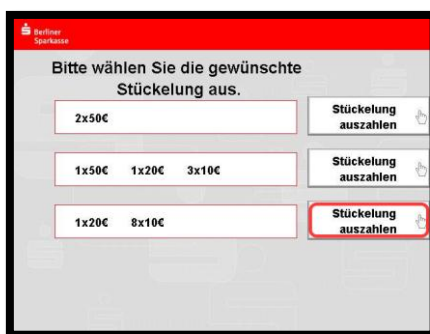 Berliner
Sparkasse
Bitte wählen Sie die gewünschte
Stückelung aus.
2x50€
Stückelung
auszahlen
1x50€ 1x20€ 3x10€
Stückelung
auszahlen
1x20€ 8x10€
Stückelung
auszahlen